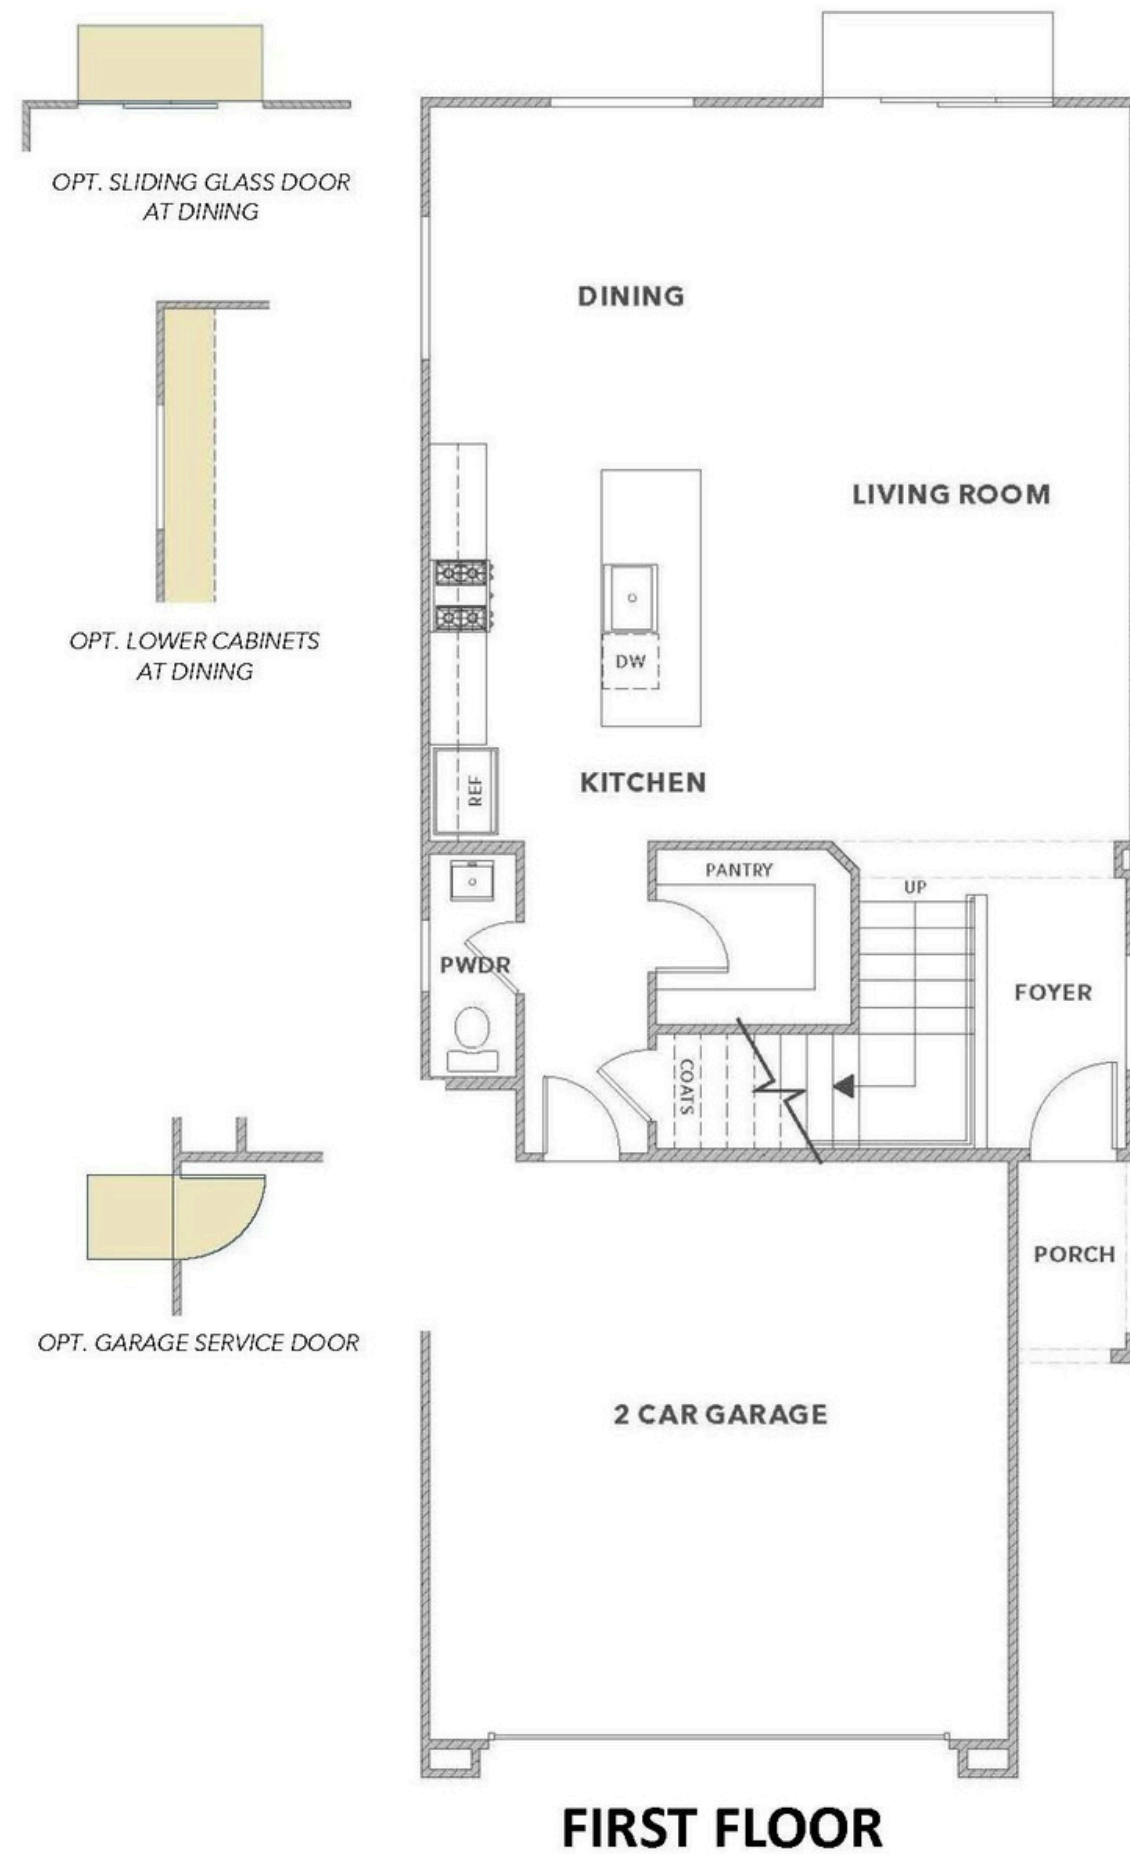 OPT. SLIDING GLASS DOOR
AT DINING
DINING
LIVING ROOM
OPT. LOWER CABINETS
AT DINING
DW
KITCHEN
REF
PANTRY
UP
PWDR
FOYER
COATS
PORCH
OPT. GARAGE SERVICE DOOR
2 CAR GARAGE
FIRST FLOOR